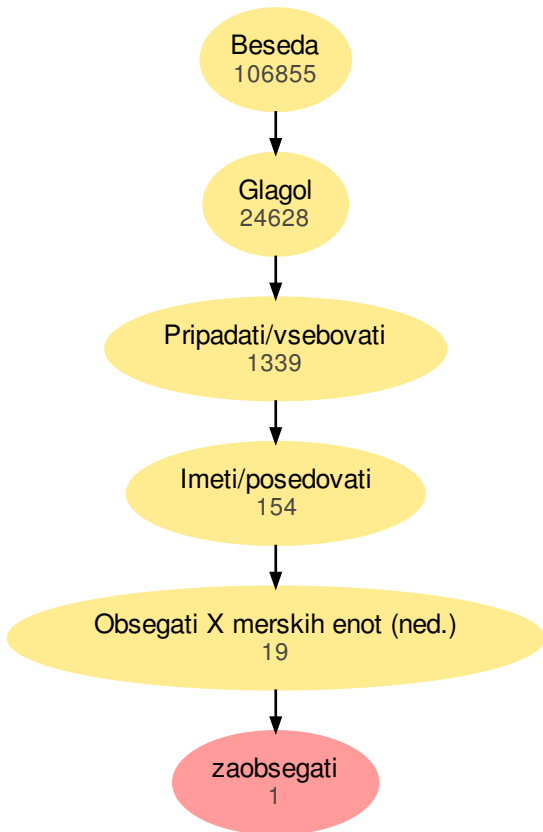 Beseda
106855
Glagol
24628
Pripadati/vsebovati
1339
Imeti/posedovati
154
Obsegati X merskih enot (ned.)
19
zaobsegati
1